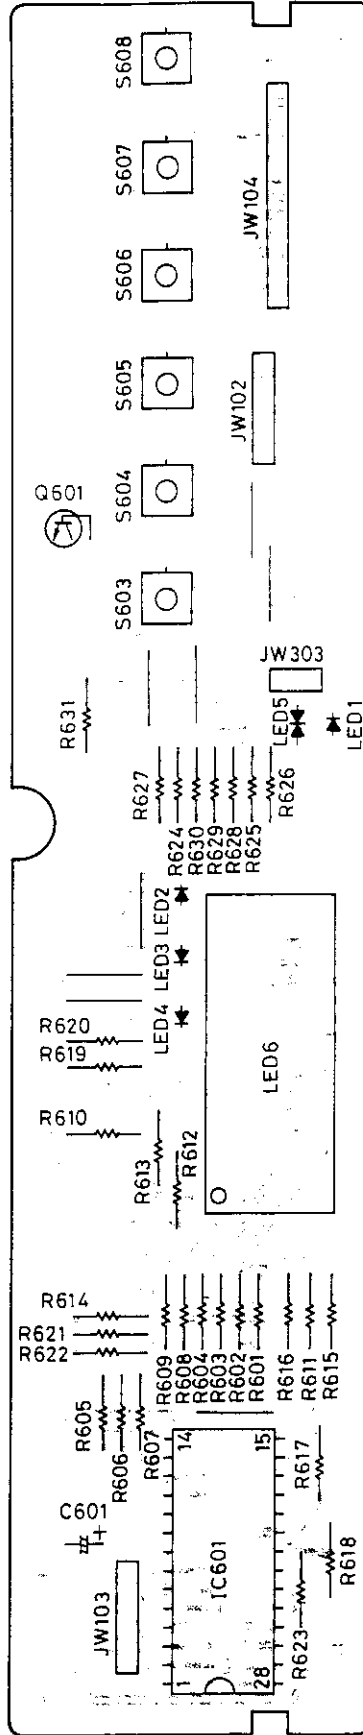 S608
S607
JW104
S606
S605
JW102
Q601
S604
S603
JW303
R631
LED5
LED1
R627
R624
R630
R629
R628
R625
R626
LED2
LED3
LED4
R620
R619
LED6
R610
R613
R612
R614
R621
R622
R609
R608
R604
R603
R602
R601
R616
R611
R615
R605
R606
R607
14
15
R617
C601
+
IC601
R618
JW103
R623
1
28